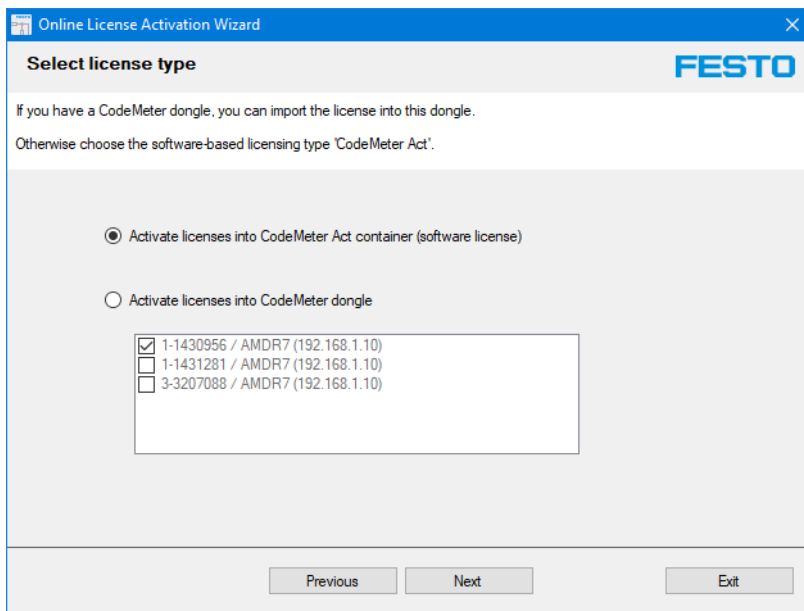 Online License Activation Wizard
Select license type
FESTO
If you have a CodeMeter dongle, you can import the license into this dongle.
Otherwise choose the software-based licensing type 'CodeMeter Act'.
Activate licenses into CodeMeter Act container (software license)
Activate licenses into CodeMeter dongle
1-1430956 / AMDR7 (192.168.1.10)
1-1431281 / AMDR7 (192.168.1.10)
3-3207088 / AMDR7 (192.168.1.10)
Previous Next Exit